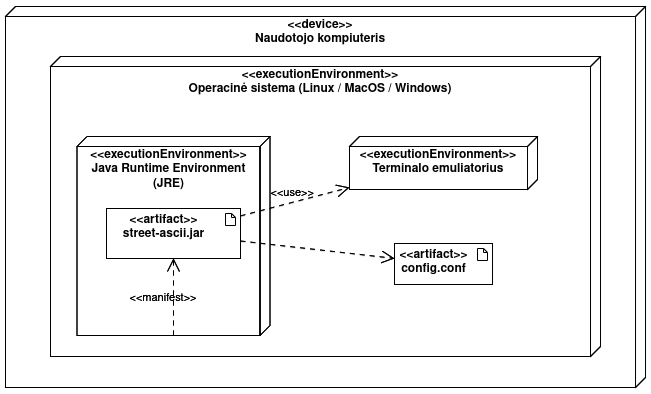 <<device>>
Naudotojo kompiuteris
<<executionEnvironment>>
Operacinė sistema (Linux / MacOS / Windows)
<<executionEnvironment>>
Java Runtime Environment
(JRE)
<<executionEnvironment>>
Terminalo emuliatorius
<<use>>
<<artifact>>
street-ascii.jar
<<artifact>>
config.conf
<<manifest>>